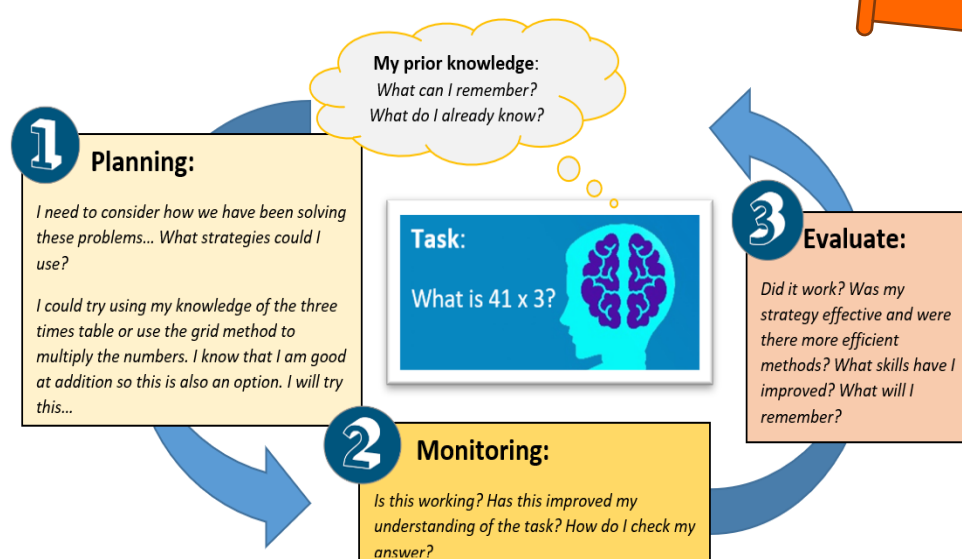 My prior knowledge:
What can I remember?
What do I already know?
1
Planning:
I need to consider how we have been solving
these problems... What strategies could I
use?
I could try using my knowledge of the three
times table or use the grid method to
multiply the numbers. I know that I am good
at addition so this is also an option. I will try
this...
Task:
What is 41 x 3?
2
Monitoring:
Is this working? Has this improved my
understanding of the task? How do I check my
answer?
3
Evaluate:
Did it work? Was my
strategy effective and were
there more efficient
methods? What skills have I
improved? What will I
remember?